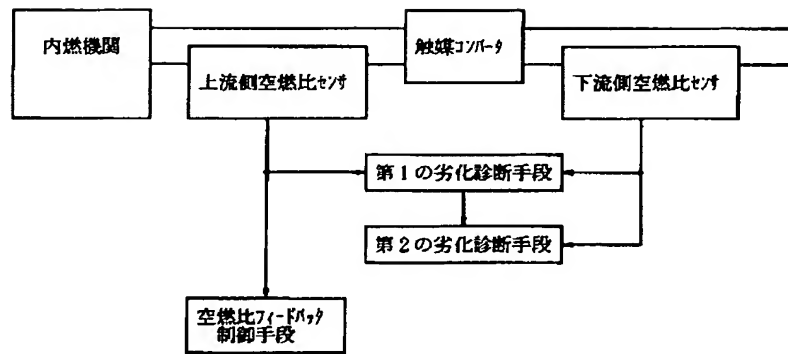 内燃機関
触媒ｺﾝﾊﾞｰﾀ
上流側空燃比ｾﾝｻ
下流側空燃比ｾﾝｻ
第1の劣化診断手段
第2の劣化診断手段
空燃比ﾌｨｰﾄﾞﾊﾞｯｸ
制御手段